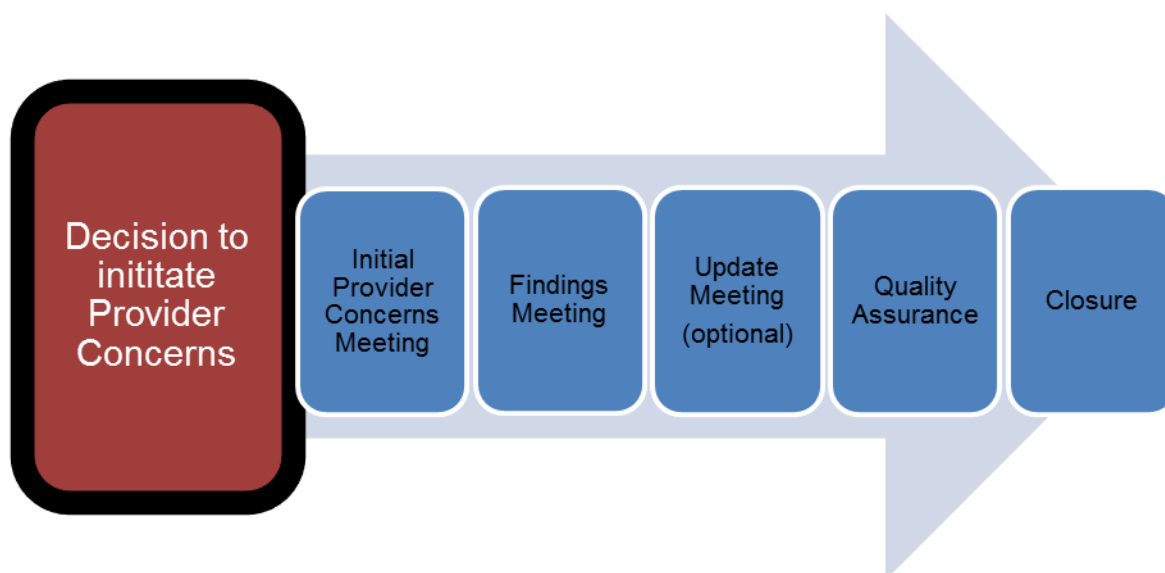 Decision to
inititate
Provider
Concerns
Initial
Provider
Concerns
Meeting
Findings
Meeting
Update
Meeting
(optional)
Quality
Assurance
Closure